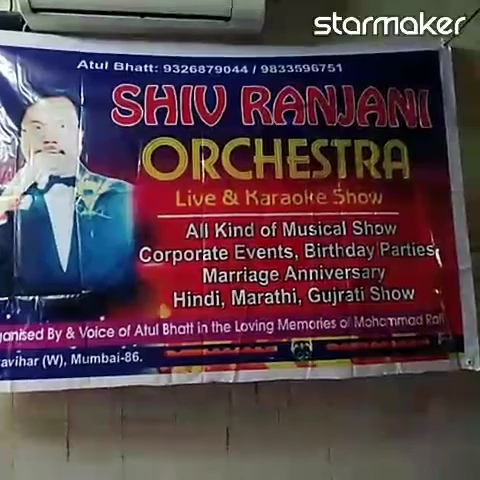 starmaker
Atul Bhatt: 9326879044 / 9833596751
SHIV RANJANI
ORCHESTRA
Live & Karaoke Show
All Kind of Musical Show
Corporate Events, Birthday Parties,
Marriage Anniversary
Hindi, Marathi, Gujrati Show
ganised By & Voice of Atul Bhatt in the Loving Memories of Mohammad Rafi
avihar (W), Mumbai-86.